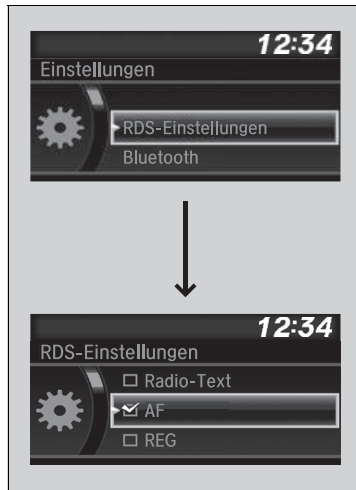 12:34
Einstellungen
RDS-Einstellungen
Bluetooth
12:34
RDS-Einstellungen
Radio-Text
AF
REG